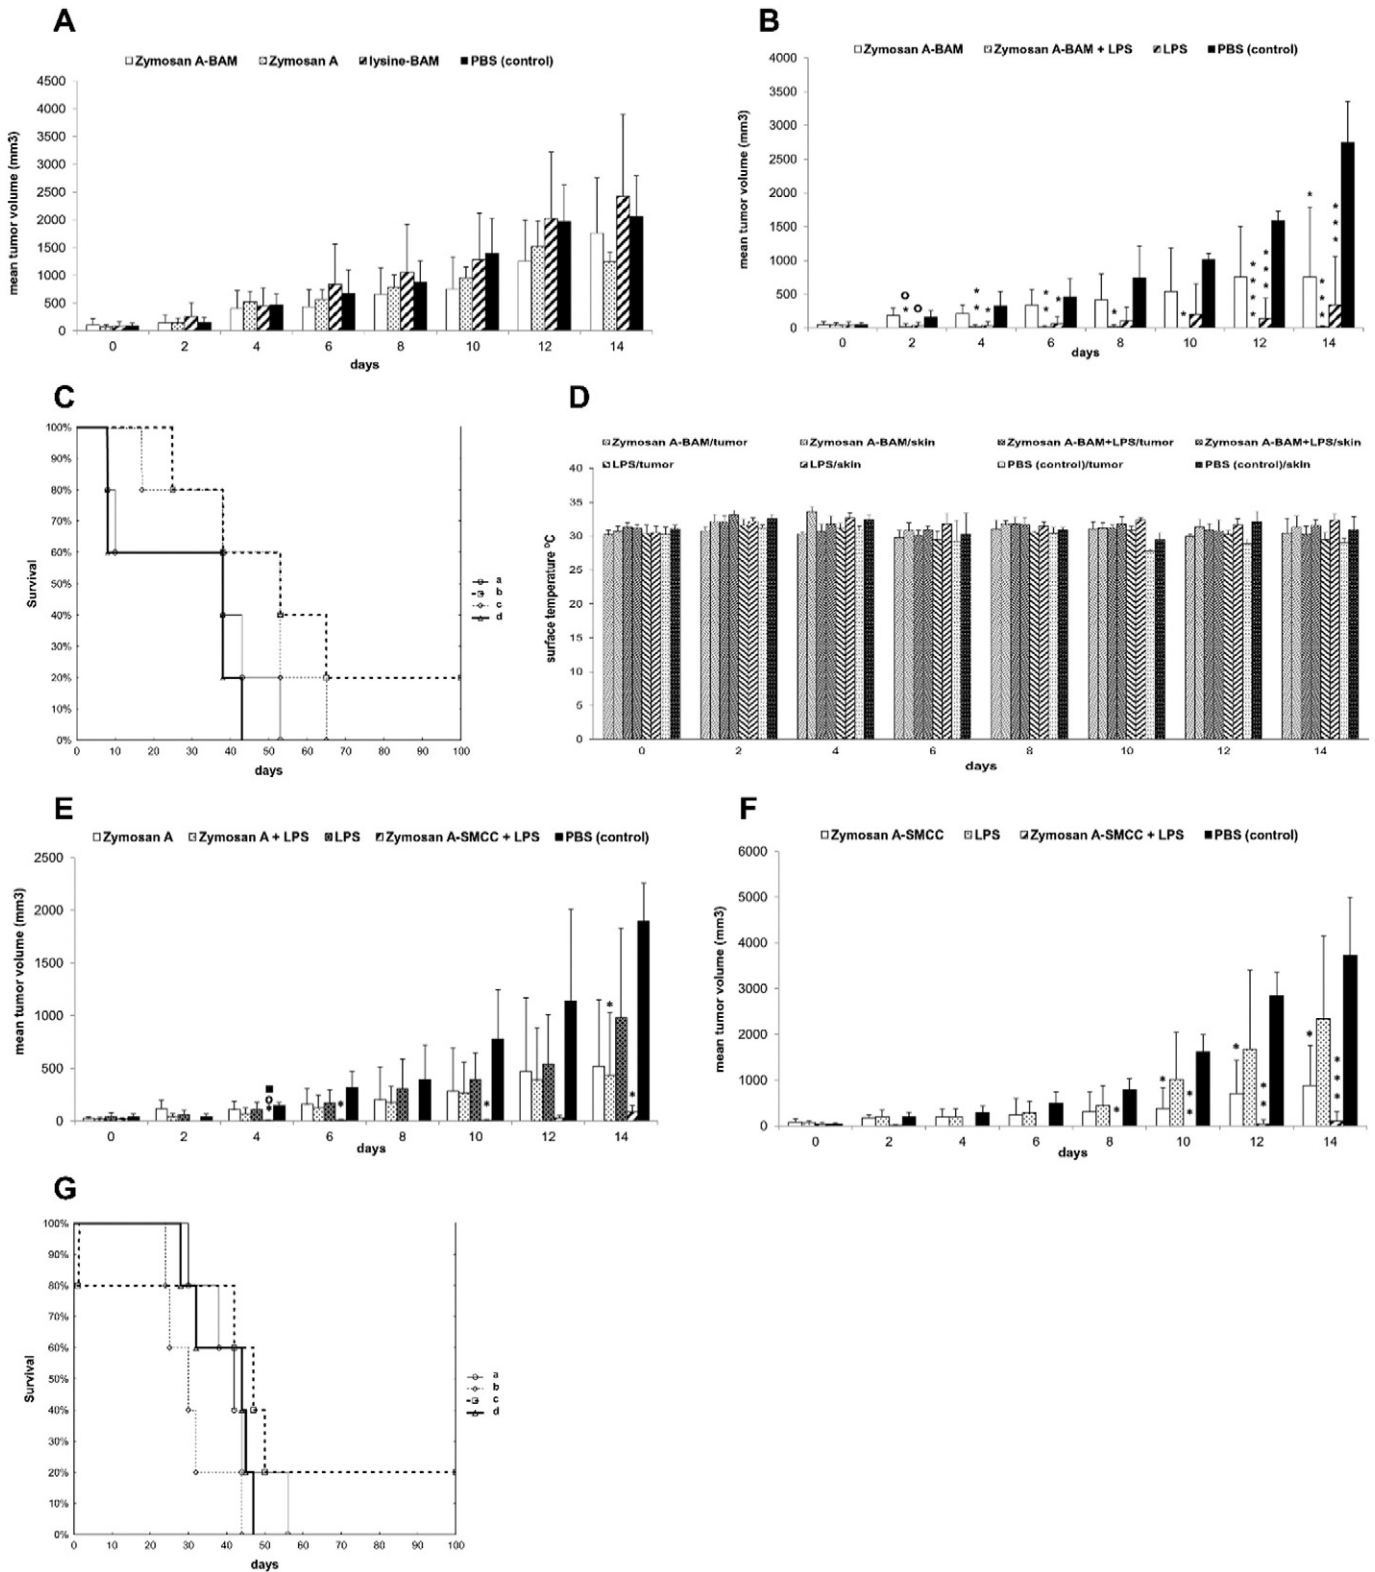 A
Zymosan A-BAM Zymosan A lysine-BAM PBS (control)
mean tumor volume (mm3)
4500
4000
3500
3000
2500
2000
1500
1000
500
0
0 2 4 6 8 10 12 14
days
B
Zymosan A-BAM Zymosan A-BAM + LPS LPS PBS (control)
mean tumor volume (mm3)
4000
3500
3000
2500
2000
1500
1000
500
0
0 2 4 6 8 10 12 14
days
C
Survival
100%
90%
80%
70%
60%
50%
40%
30%
20%
10%
0%
0 10 20 30 40 50 60 70 80 90 100
days
a
b
c
d
D
Zymosan A-BAM/tumor Zymosan A-BAM/skin Zymosan A-BAM+LPS/tumor Zymosan A-BAM+LPS/skin
LPS/tumor LPS/skin PBS (control)/tumor PBS (control)/skin
surface temperature °C
40
35
30
25
20
15
10
5
0
0 2 4 6 8 10 12 14
days
E
Zymosan A Zymosan A + LPS LPS Zymosan A-SMCC + LPS PBS (control)
mean tumor volume (mm3)
2500
2000
1500
1000
500
0
0 2 4 6 8 10 12 14
days
F
Zymosan A-SMCC LPS Zymosan A-SMCC + LPS PBS (control)
mean tumor volume (mm3)
6000
5000
4000
3000
2000
1000
0
0 2 4 6 8 10 12 14
days
G
Survival
100%
90%
80%
70%
60%
50%
40%
30%
20%
10%
0%
0 10 20 30 40 50 60 70 80 90 100
days
a
b
c
d